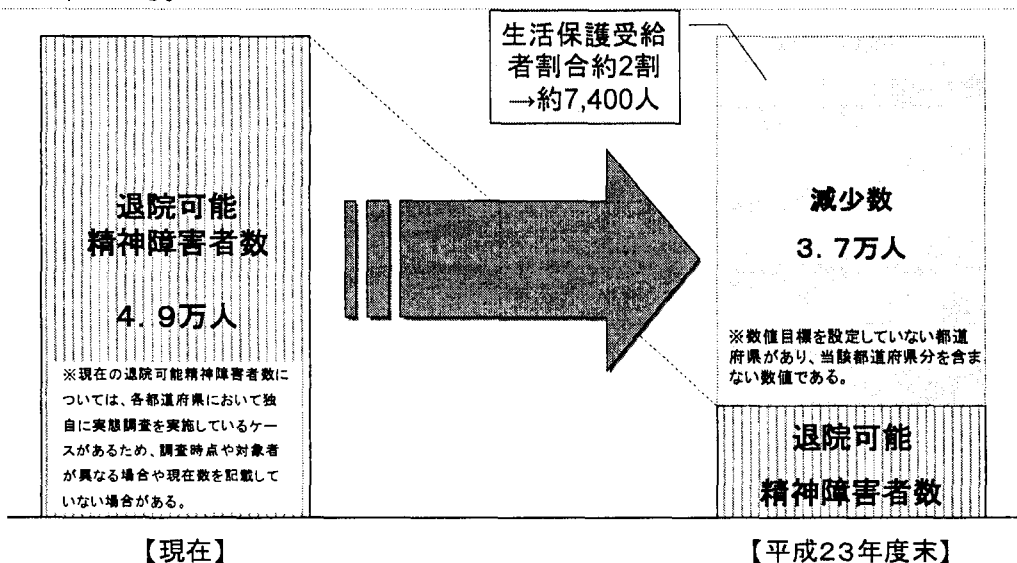 生活保護受給
者割合約2割
→約7,400人
退院可能
精神障害者数
4.9万人
※現在の退院可能精神障害者数に
ついては、各都道府県において独
自に実態調査を実施しているケー
スがあるため、調査時点や対象者
が異なる場合や現在数を記載して
いない場合がある。
減少数
3.7万人
※数値目標を設定していない都道
府県があり、当該都道府県分を含ま
ない数値である。
退院可能
精神障害者数
【現在】
【平成23年度末】